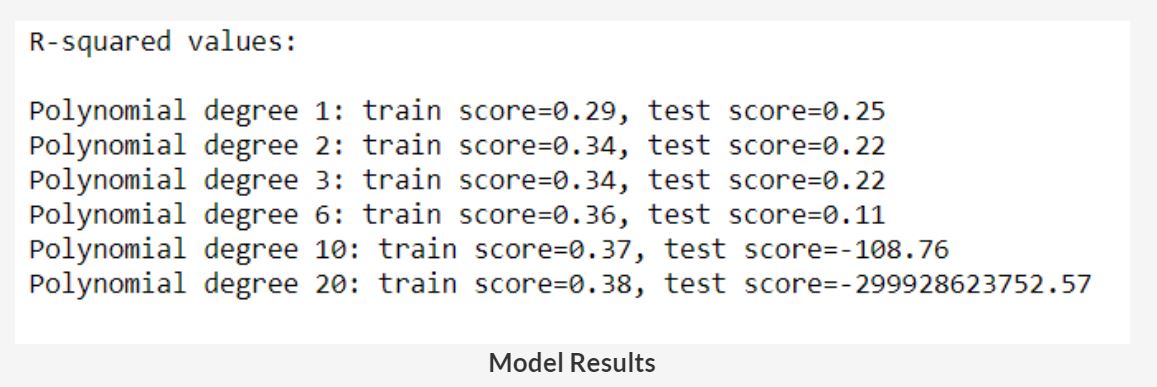 R-squared values:
Polynomial degree 1: train score=0.29, test score=0.25
Polynomial degree 2: train score=0.34, test score=0.22
Polynomial degree 3: train score=0.34, test score=0.22
Polynomial degree 6: train score=0.36, test score=0.11
Polynomial degree 10: train score=0.37, test score=-108.76
Polynomial degree 20: train score=0.38, test score=-299928623752.57
Model Results